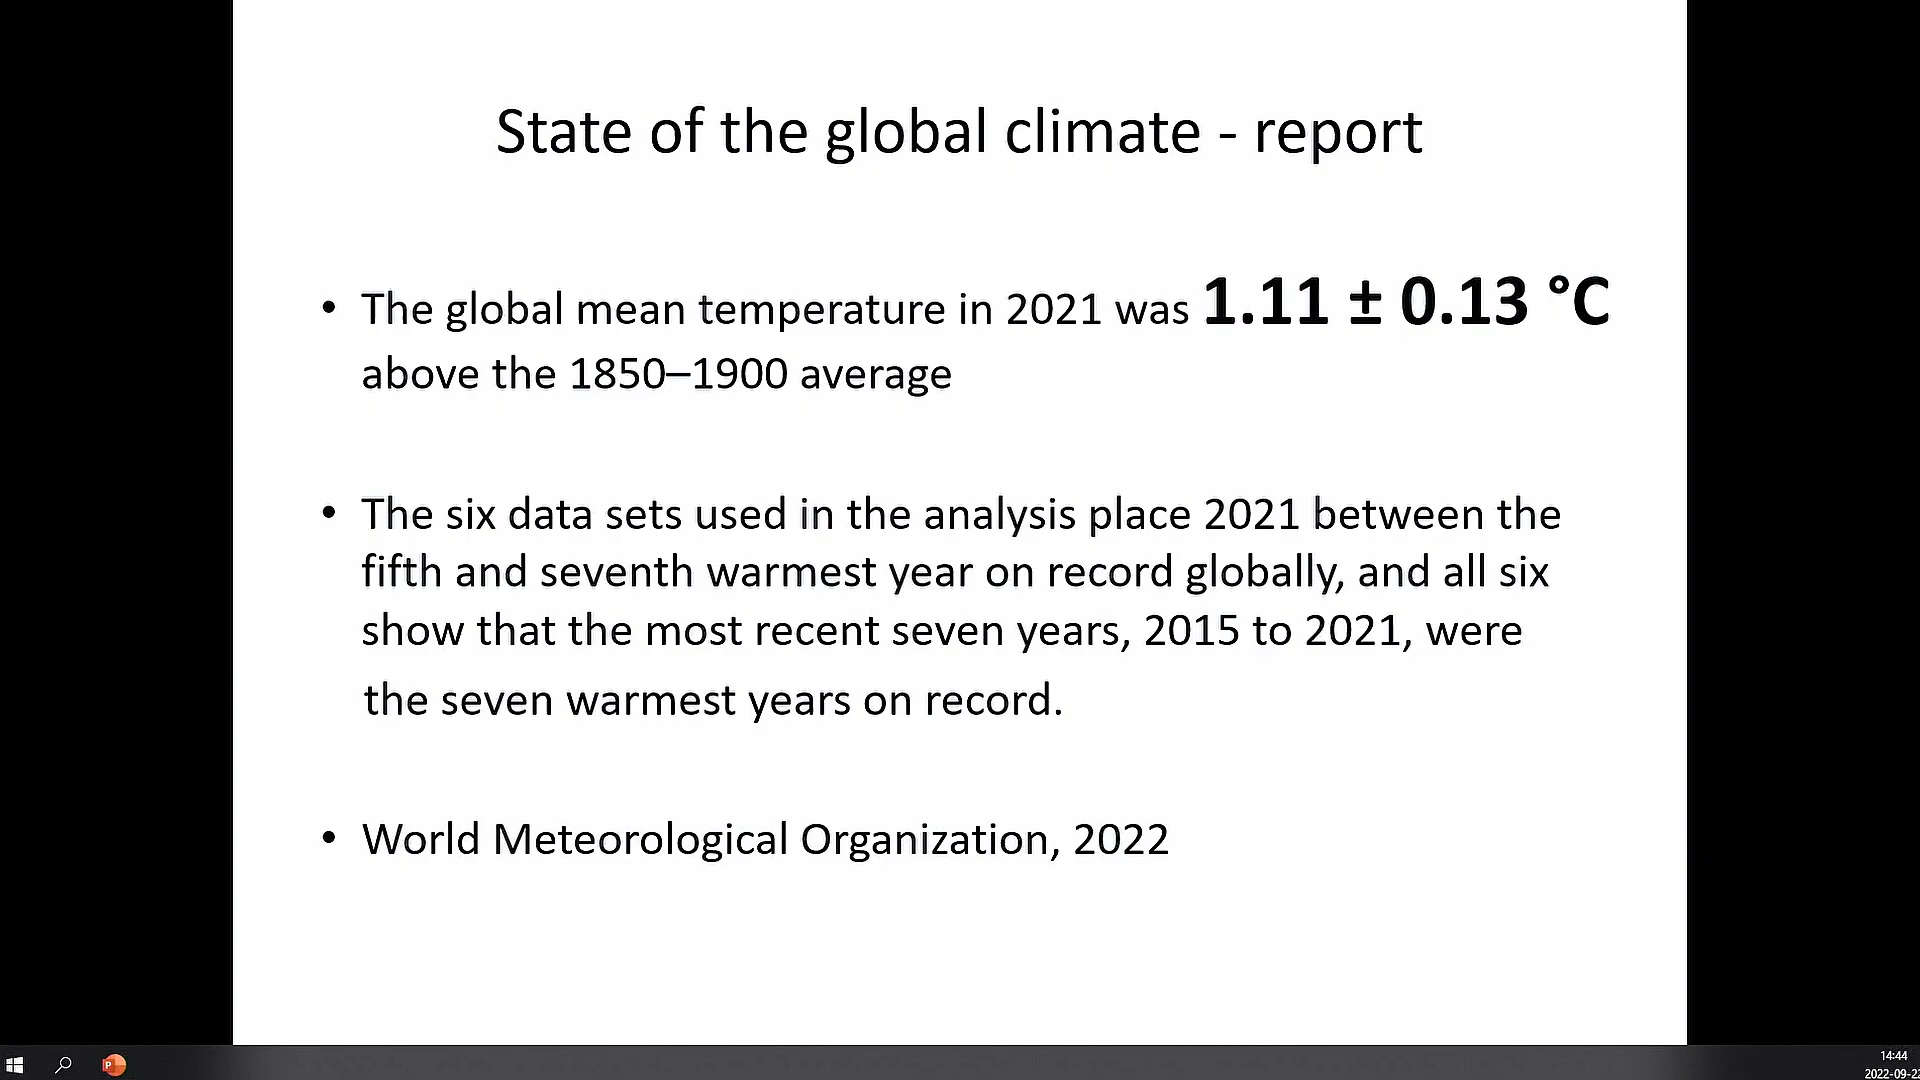 State of the global climate - report
• The global mean temperature in 2021 was 1.11 ± 0.13 °C
above the 1850–1900 average
• The six data sets used in the analysis place 2021 between the
fifth and seventh warmest year on record globally, and all six
show that the most recent seven years, 2015 to 2021, were
the seven warmest years on record.
• World Meteorological Organization, 2022
P
14:44
2022-09-22